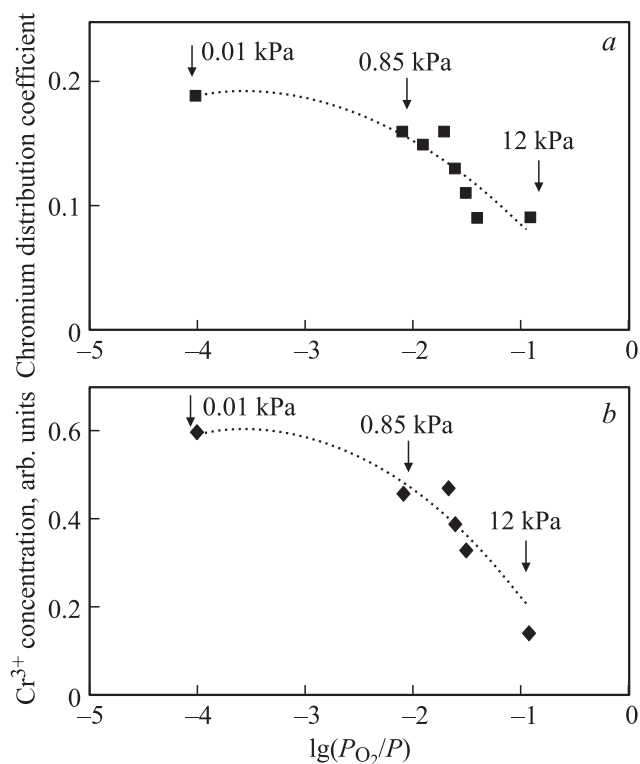 Chromium distribution coefficient
a
0.01 kPa
0.85 kPa
12 kPa
0.2
0.1
0
–5
–4
–3
–2
–1
0
Cr³⁺ concentration, arb. units
b
0.01 kPa
0.85 kPa
12 kPa
0.6
0.4
0.2
0
–5
–4
–3
–2
–1
0
lg(P_O₂/P)